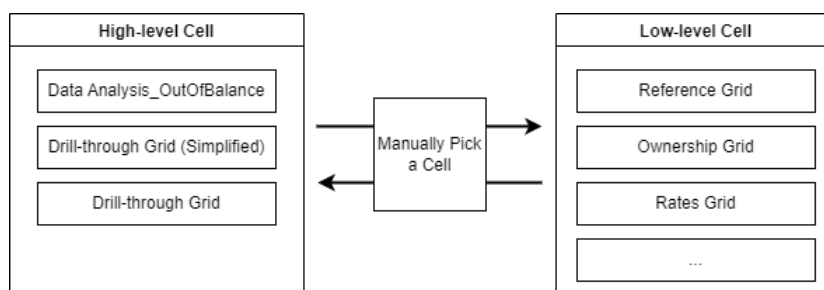 High-level Cell
Data Analysis_OutOfBalance
Drill-through Grid (Simplified)
Drill-through Grid
Manually Pick
a Cell
Low-level Cell
Reference Grid
Ownership Grid
Rates Grid
...